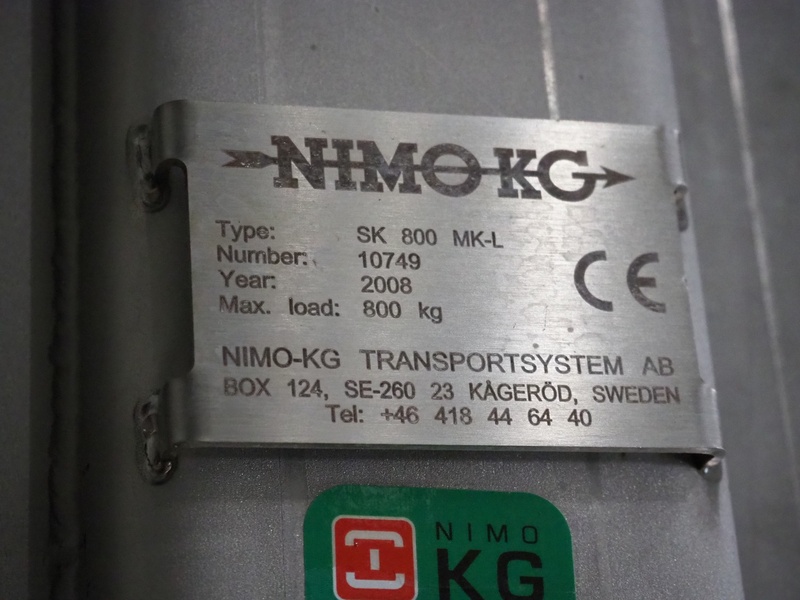 NIMO-KG
Type: SK 800 MK-L
Number: 10749
Year: 2008
Max. load: 800 kg
CE
NIMO-KG TRANSPORTSYSTEM AB
BOX 124, SE-260 23 KÅGERÖD, SWEDEN
Tel: +46 418 44 64 40
NIMO
KG